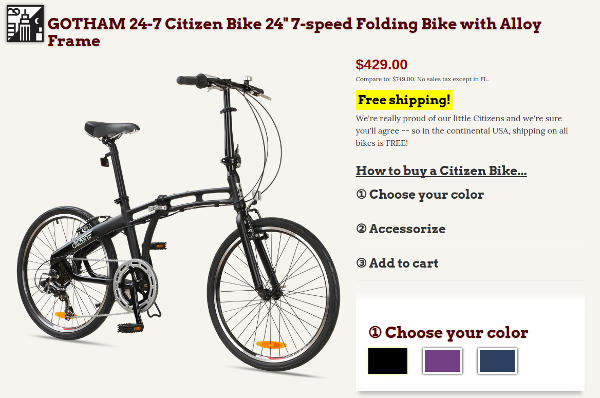 GOTHAM 24-7 Citizen Bike 24" 7-speed Folding Bike with Alloy
Frame
$429.00
Compare to: $749.00. No sales tax except in FL.
Free shipping!
We're really proud of our little Citizens and we're sure
you'll agree -- so in the continental USA, shipping on all
bikes is FREE!
How to buy a Citizen Bike...
① Choose your color
② Accessorize
③ Add to cart
① Choose your color